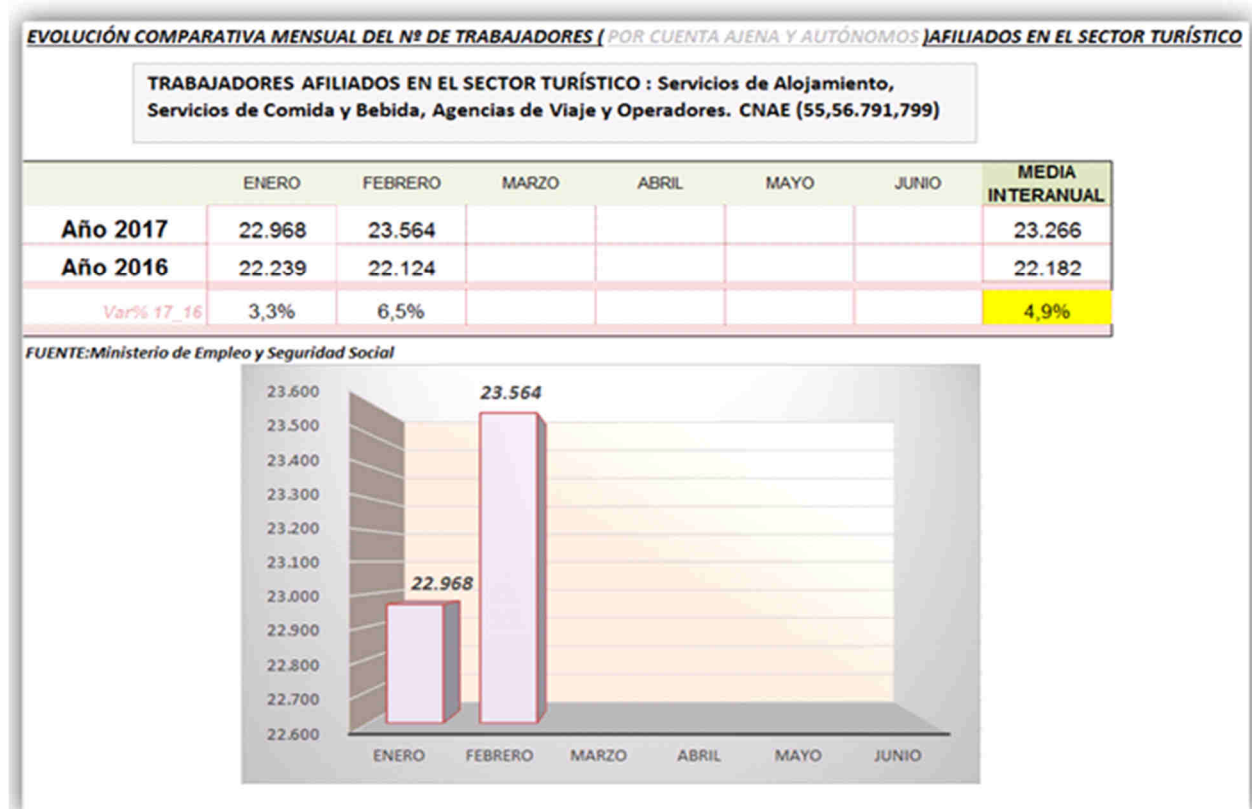 EVOLUCIÓN COMPARATIVA MENSUAL DEL Nº DE TRABAJADORES ( POR CUENTA AJENA Y AUTÓNOMOS )AFILIADOS EN EL SECTOR TURÍSTICO
TRABAJADORES AFILIADOS EN EL SECTOR TURÍSTICO : Servicios de Alojamiento,
Servicios de Comida y Bebida, Agencias de Viaje y Operadores. CNAE (55,56.791,799)
ENERO FEBRERO MARZO ABRIL MAYO JUNIO MEDIA INTERANUAL
Año 2017 22.968 23.564 23.266
Año 2016 22.239 22.124 22.182
Var% 17_16 3,3% 6,5% 4,9%
FUENTE:Ministerio de Empleo y Seguridad Social
23.600
23.564
23.500
23.400
23.300
23.200
23.100
22.968
23.000
22.900
22.800
22.700
22.600
ENERO FEBRERO MARZO ABRIL MAYO JUNIO